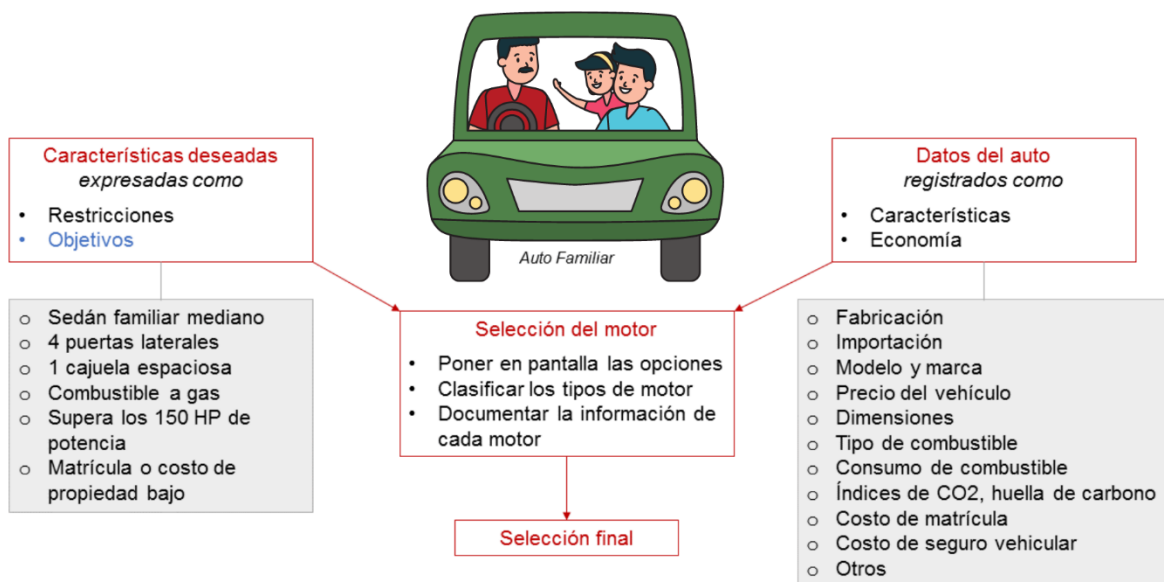 Características deseadas
expresadas como
• Restricciones
• Objetivos
o Sedán familiar mediano
o 4 puertas laterales
o 1 cajuela espaciosa
o Combustible a gas
o Supera los 150 HP de
potencia
o Matrícula o costo de
propiedad bajo
Auto Familiar
Selección del motor
• Poner en pantalla las opciones
• Clasificar los tipos de motor
• Documentar la información de
cada motor
Selección final
Datos del auto
registrados como
• Características
• Economía
o Fabricación
o Importación
o Modelo y marca
o Precio del vehículo
o Dimensiones
o Tipo de combustible
o Consumo de combustible
o Índices de CO2, huella de carbono
o Costo de matrícula
o Costo de seguro vehicular
o Otros